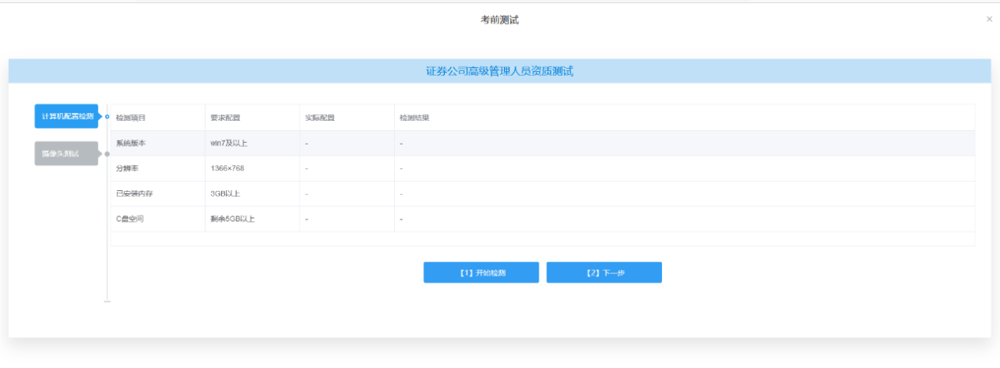 考前测试 ×
证券公司高级管理人员资质测试
计算机配置检测
摄像头测试
检测项目 要求配置 实际配置 检测结果
系统版本 win7及以上 - -
分辨率 1366×768 - -
已安装内存 3GB以上 - -
C盘空间 剩余5GB以上 - -
【1】开始检测 【2】下一步